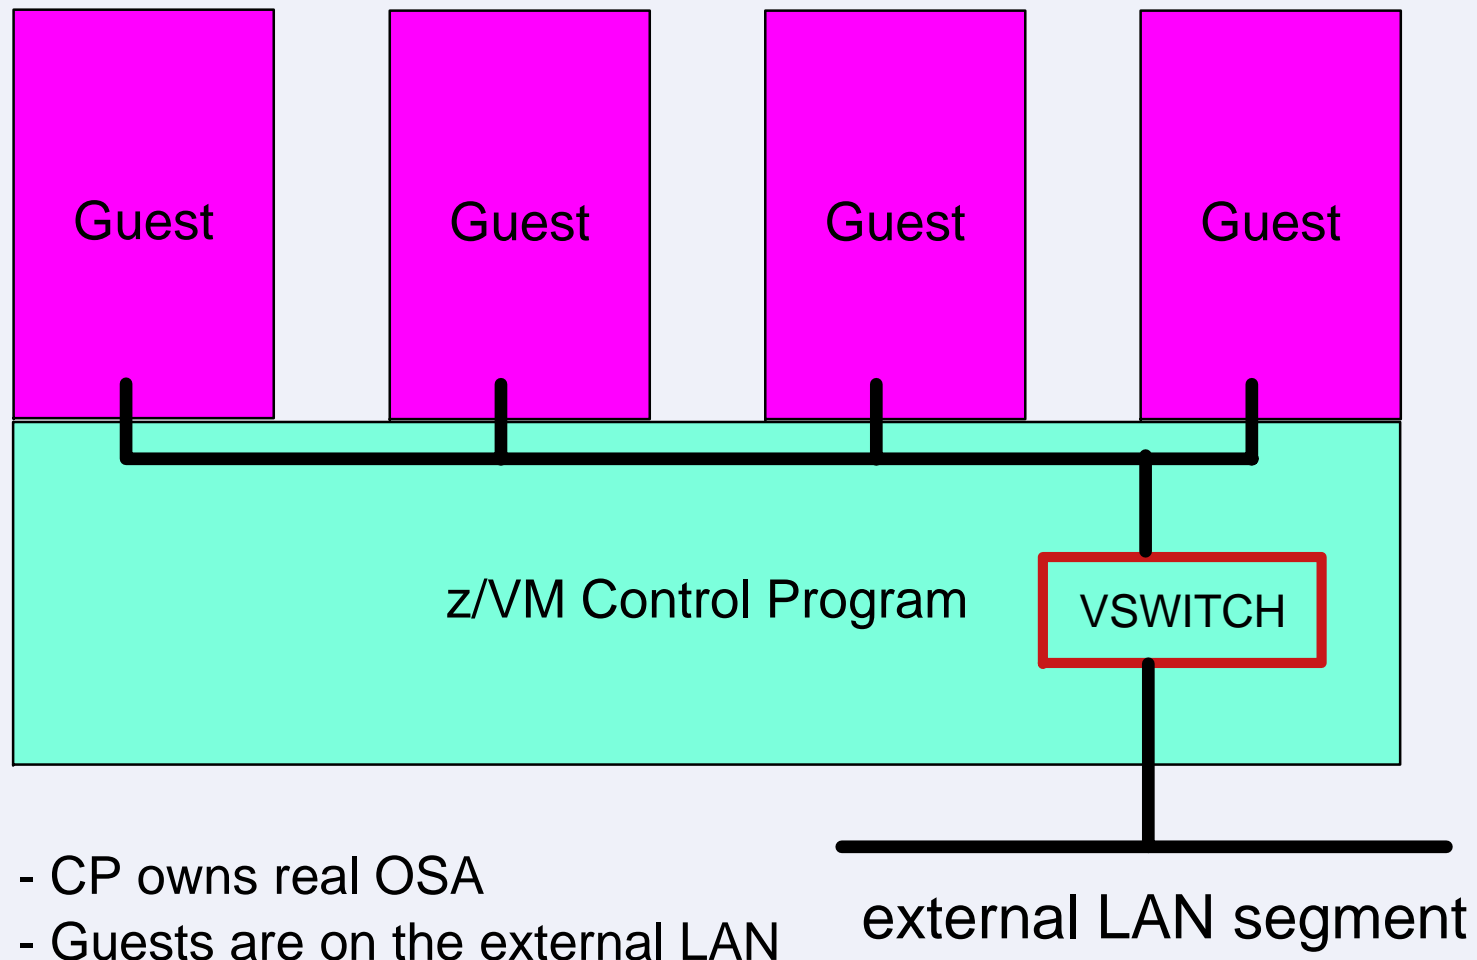 Guest
Guest
Guest
Guest
z/VM Control Program
VSWITCH
- CP owns real OSA
- Guests are on the external LAN
external LAN segment